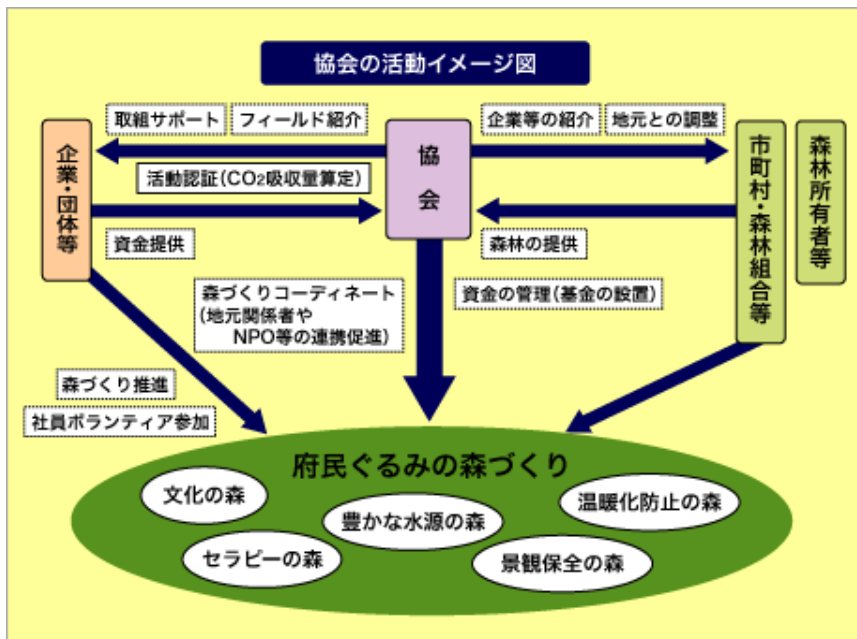 協会の活動イメージ図
取組サポート
フィールド紹介
企業等の紹介
地元との調整
企業・団体等
協会
市町村・森林組合等
森林所有者等
活動認証(CO₂吸収量算定)
資金提供
森林の提供
森づくりコーディネート
(地元関係者や
NPO等の連携促進)
資金の管理(基金の設置)
森づくり推進
社員ボランティア参加
府民ぐるみの森づくり
文化の森
豊かな水源の森
温暖化防止の森
セラピーの森
景観保全の森